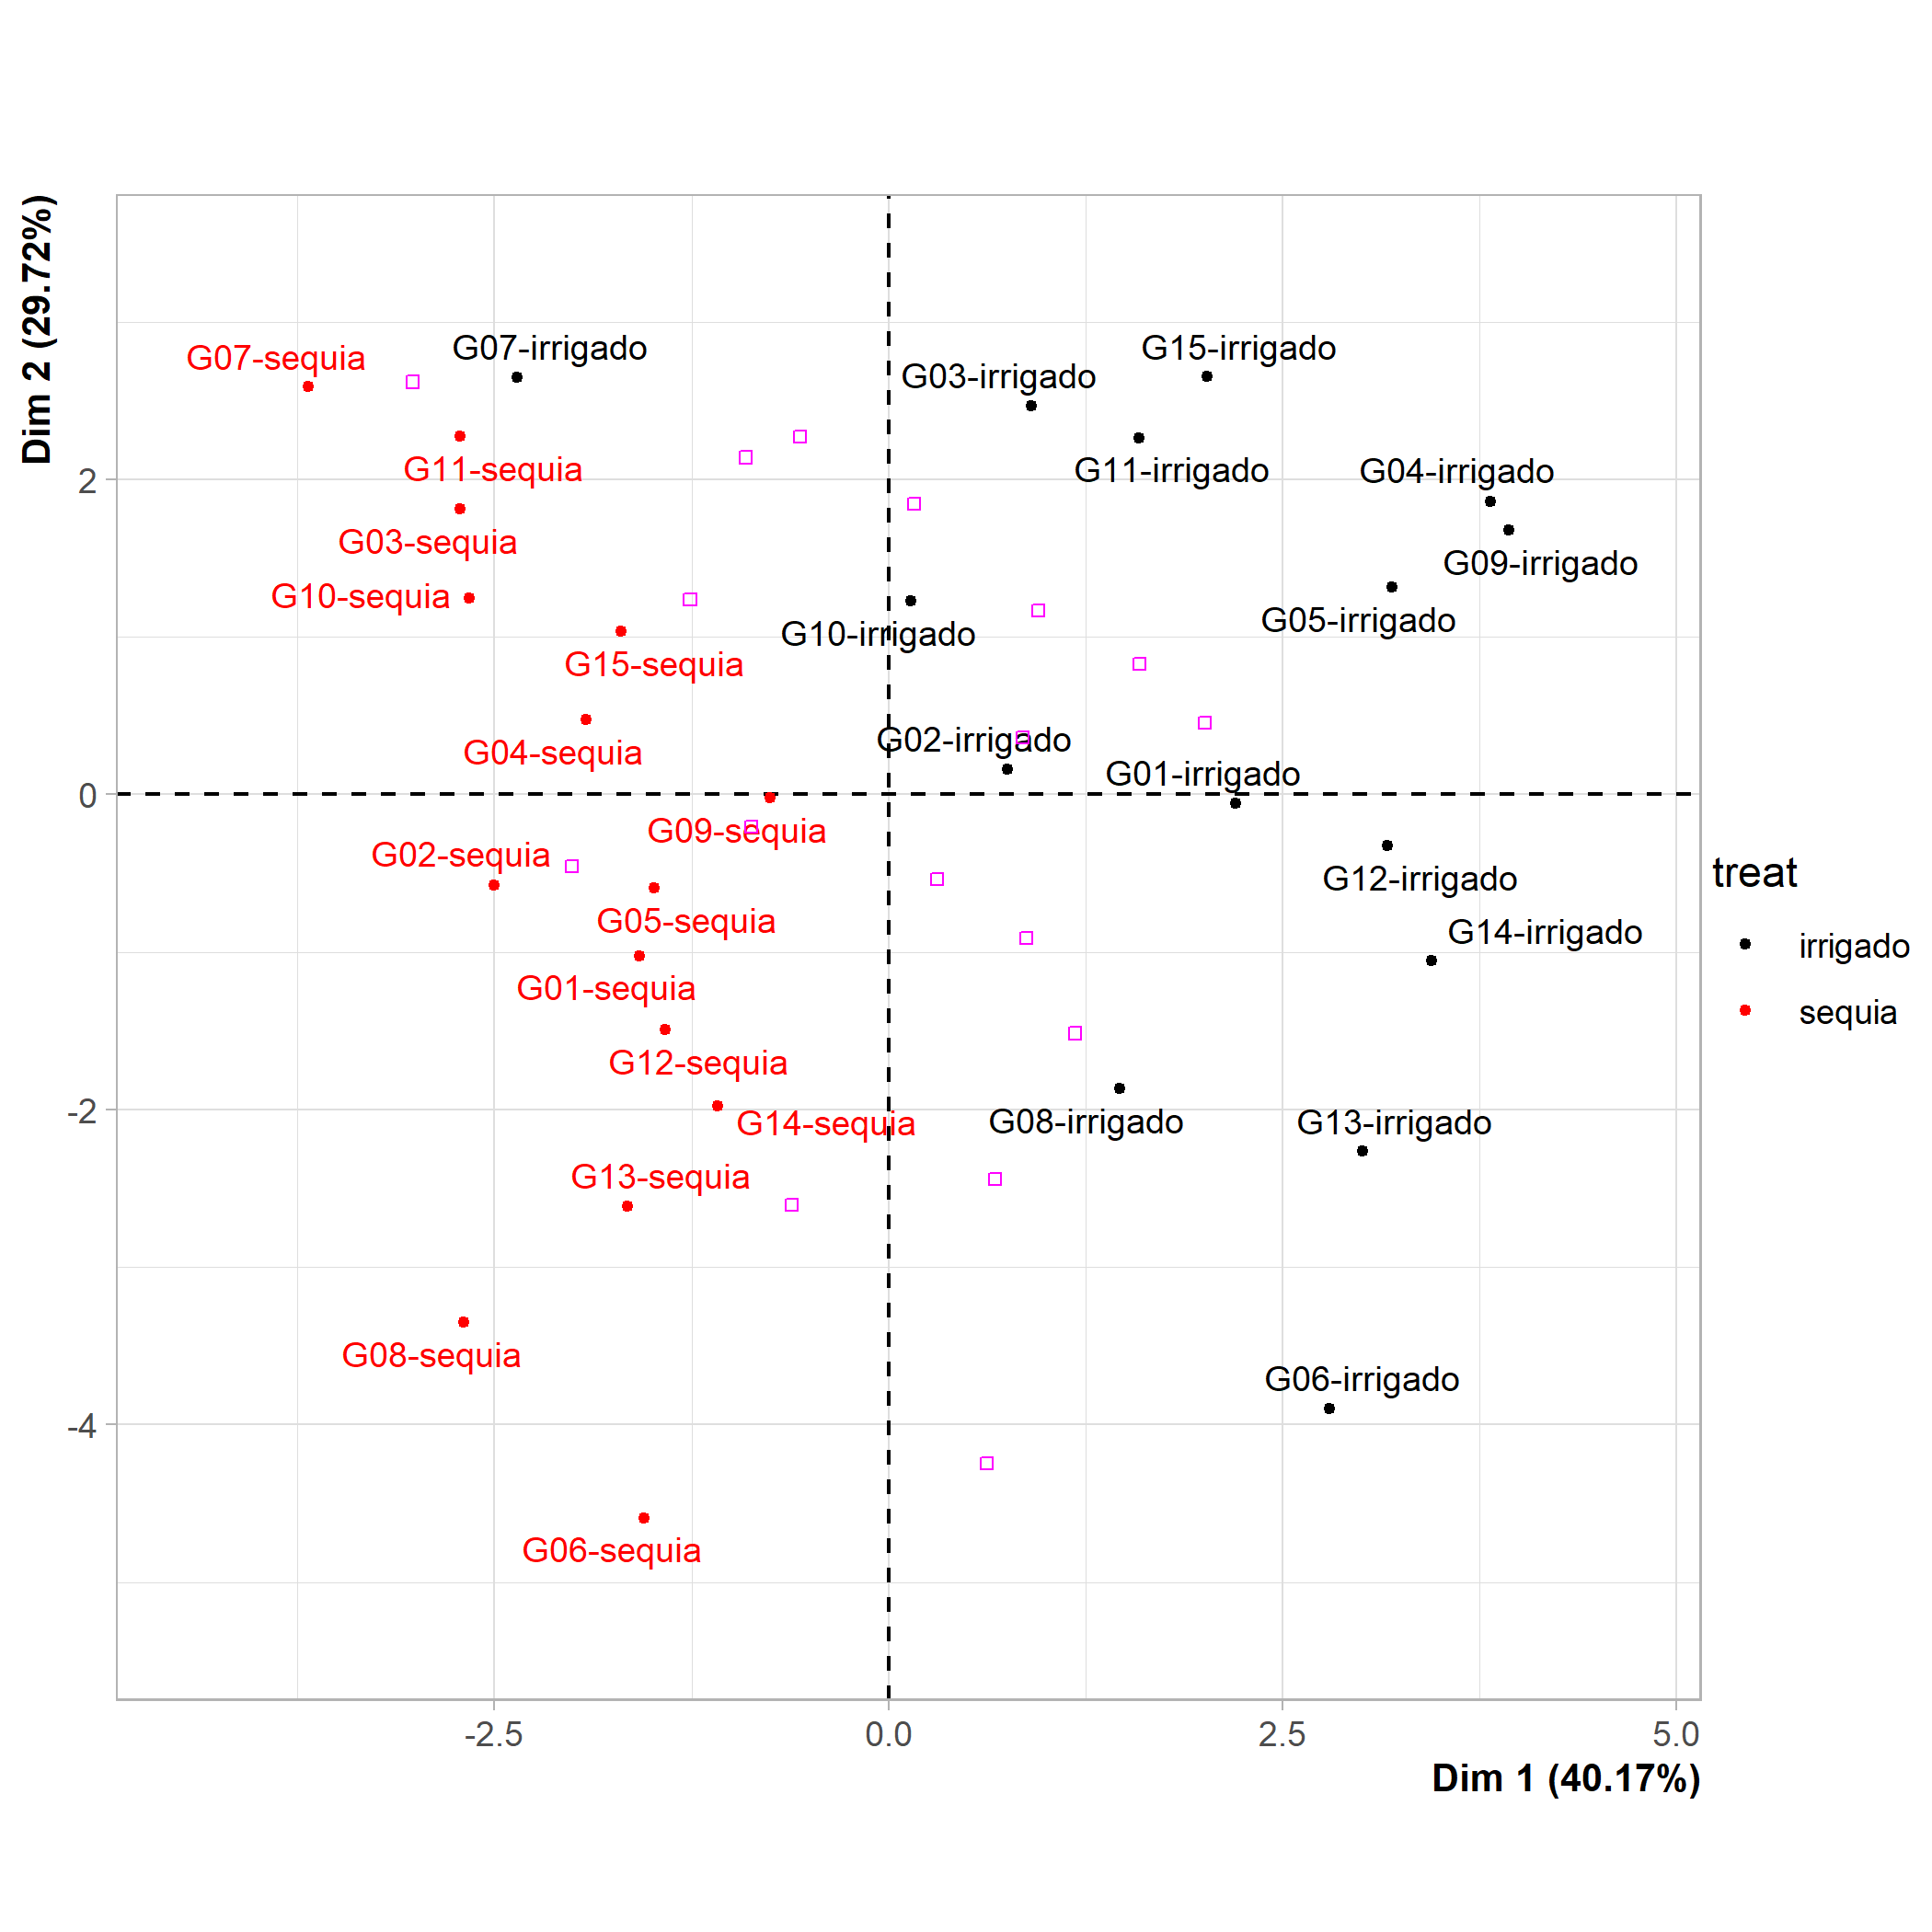 Dim 2 (29.72%)
G07-sequia
G07-irrigado
G15-irrigado
G03-irrigado
G11-sequia
G11-irrigado
G04-irrigado
2
G03-sequia
G09-irrigado
G10-sequia
G10-irrigado
G05-irrigado
G15-sequia
G04-sequia
G02-irrigado
G01-irrigado
0
G09-sequia
G02-sequia
G12-irrigado
treat
G05-sequia
G14-irrigado
irrigado
G01-sequia
sequia
G12-sequia
-2
G14-sequia
G08-irrigado
G13-irrigado
G13-sequia
G08-sequia
G06-irrigado
-4
G06-sequia
-2.5
0.0
2.5
5.0
Dim 1 (40.17%)